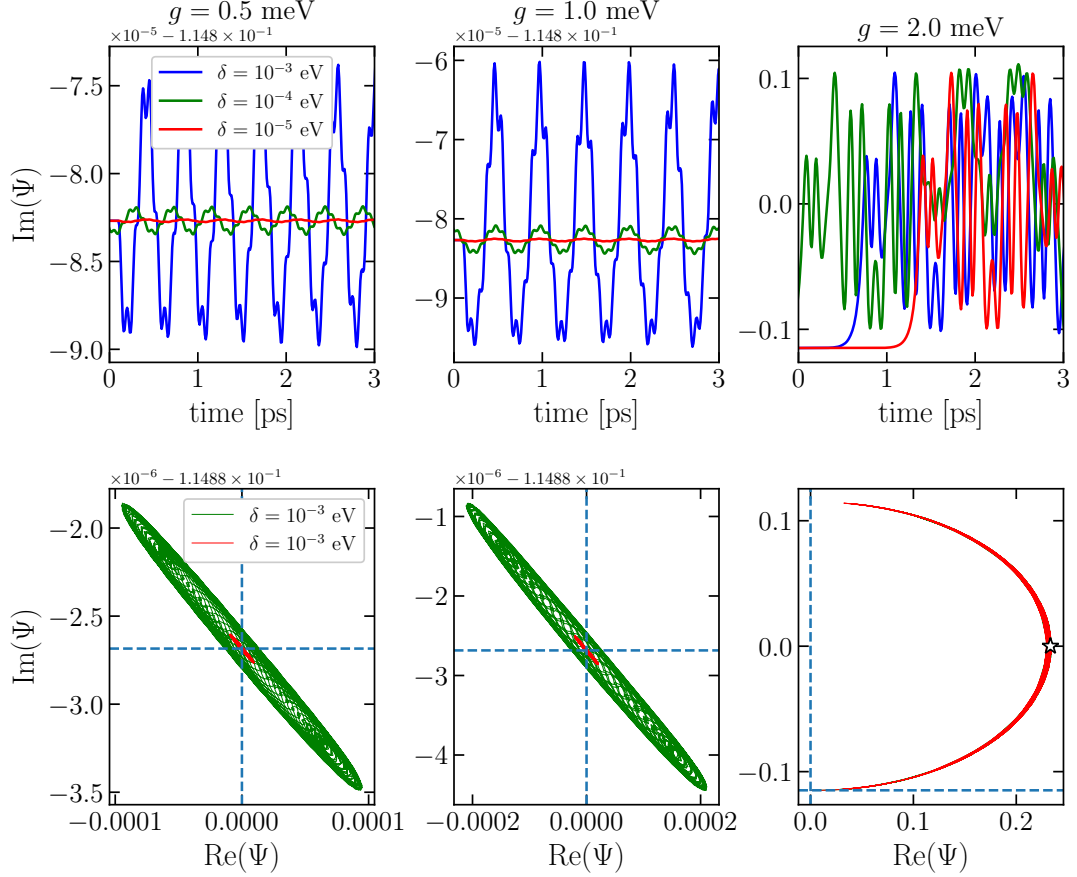 g = 0.5 meV
g = 1.0 meV
g = 2.0 meV
×10⁻⁵ − 1.148 × 10⁻¹
−7.5
−8.0
−8.5
−9.0
Im(Ψ)
δ = 10⁻³ eV
δ = 10⁻⁴ eV
δ = 10⁻⁵ eV
0
1
2
3
time [ps]
×10⁻⁵ − 1.148 × 10⁻¹
−6
−7
−8
−9
0
1
2
3
time [ps]
0.1
0.0
−0.1
0
1
2
3
time [ps]
×10⁻⁶ − 1.1488 × 10⁻¹
−2.0
−2.5
−3.0
−3.5
Im(Ψ)
δ = 10⁻³ eV
δ = 10⁻³ eV
−0.0001
0.0000
0.0001
Re(Ψ)
×10⁻⁶ − 1.1488 × 10⁻¹
−1
−2
−3
−4
−0.0002
0.0000
0.0002
Re(Ψ)
0.1
0.0
−0.1
0.0
0.1
0.2
Re(Ψ)